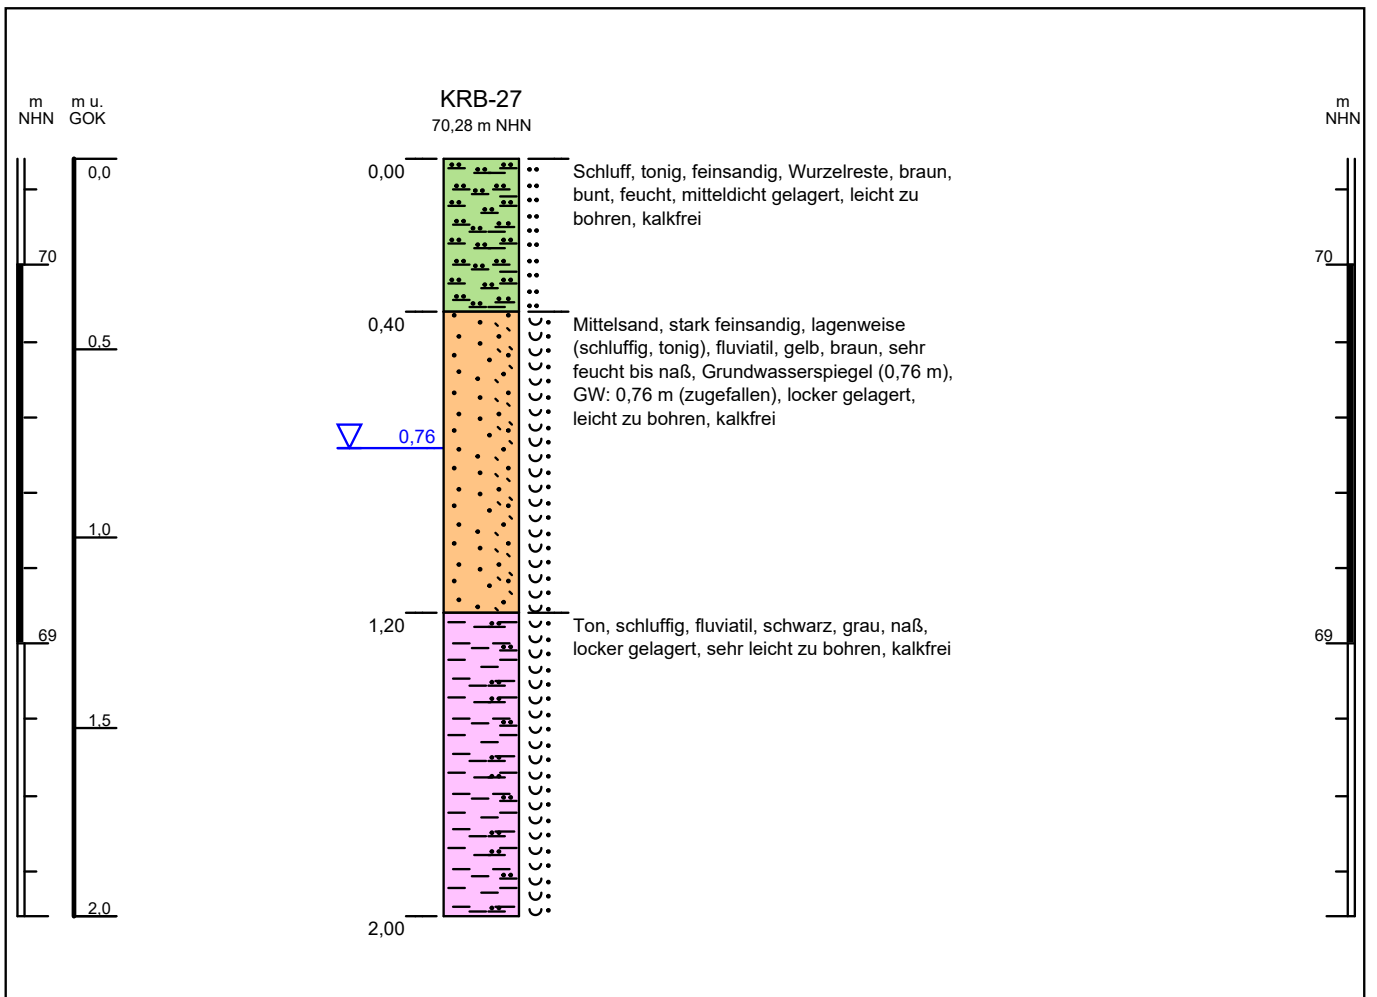 m
NHN
m u.
GOK
KRB-27
70,28 m NHN
m
NHN
0,0
0,00
Schluff, tonig, feinsandig, Wurzelreste, braun,
bunt, feucht, mitteldicht gelagert, leicht zu
bohren, kalkfrei
70
70
0,40
Mittelsand, stark feinsandig, lagenweise
(schluffig, tonig), fluviatil, gelb, braun, sehr
feucht bis naß, Grundwasserspiegel (0,76 m),
GW: 0,76 m (zugefallen), locker gelagert,
leicht zu bohren, kalkfrei
0,5
0,76
1,0
1,20
Ton, schluffig, fluviatil, schwarz, grau, naß,
locker gelagert, sehr leicht zu bohren, kalkfrei
69
69
1,5
2,0
2,00